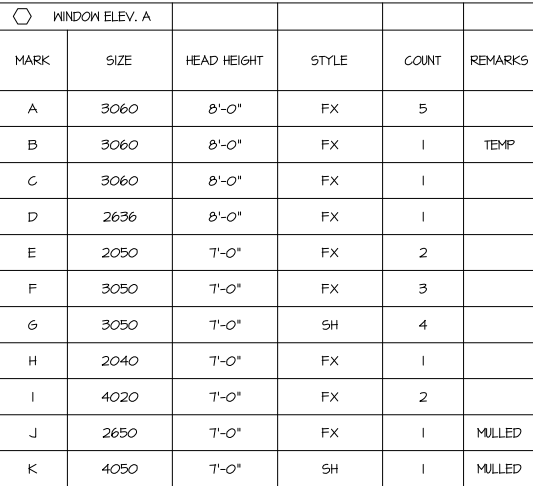 WINDOW ELEV. A
MARK SIZE HEAD HEIGHT STYLE COUNT REMARKS
A 3060 8'-0" FX 5
B 3060 8'-0" FX 1 TEMP
C 3060 8'-0" FX 1
D 2636 8'-0" FX 1
E 2050 7'-0" FX 2
F 3050 7'-0" FX 3
G 3050 7'-0" SH 4
H 2040 7'-0" FX 1
I 4020 7'-0" FX 2
J 2650 7'-0" FX 1 MULLED
K 4050 7'-0" SH 1 MULLED